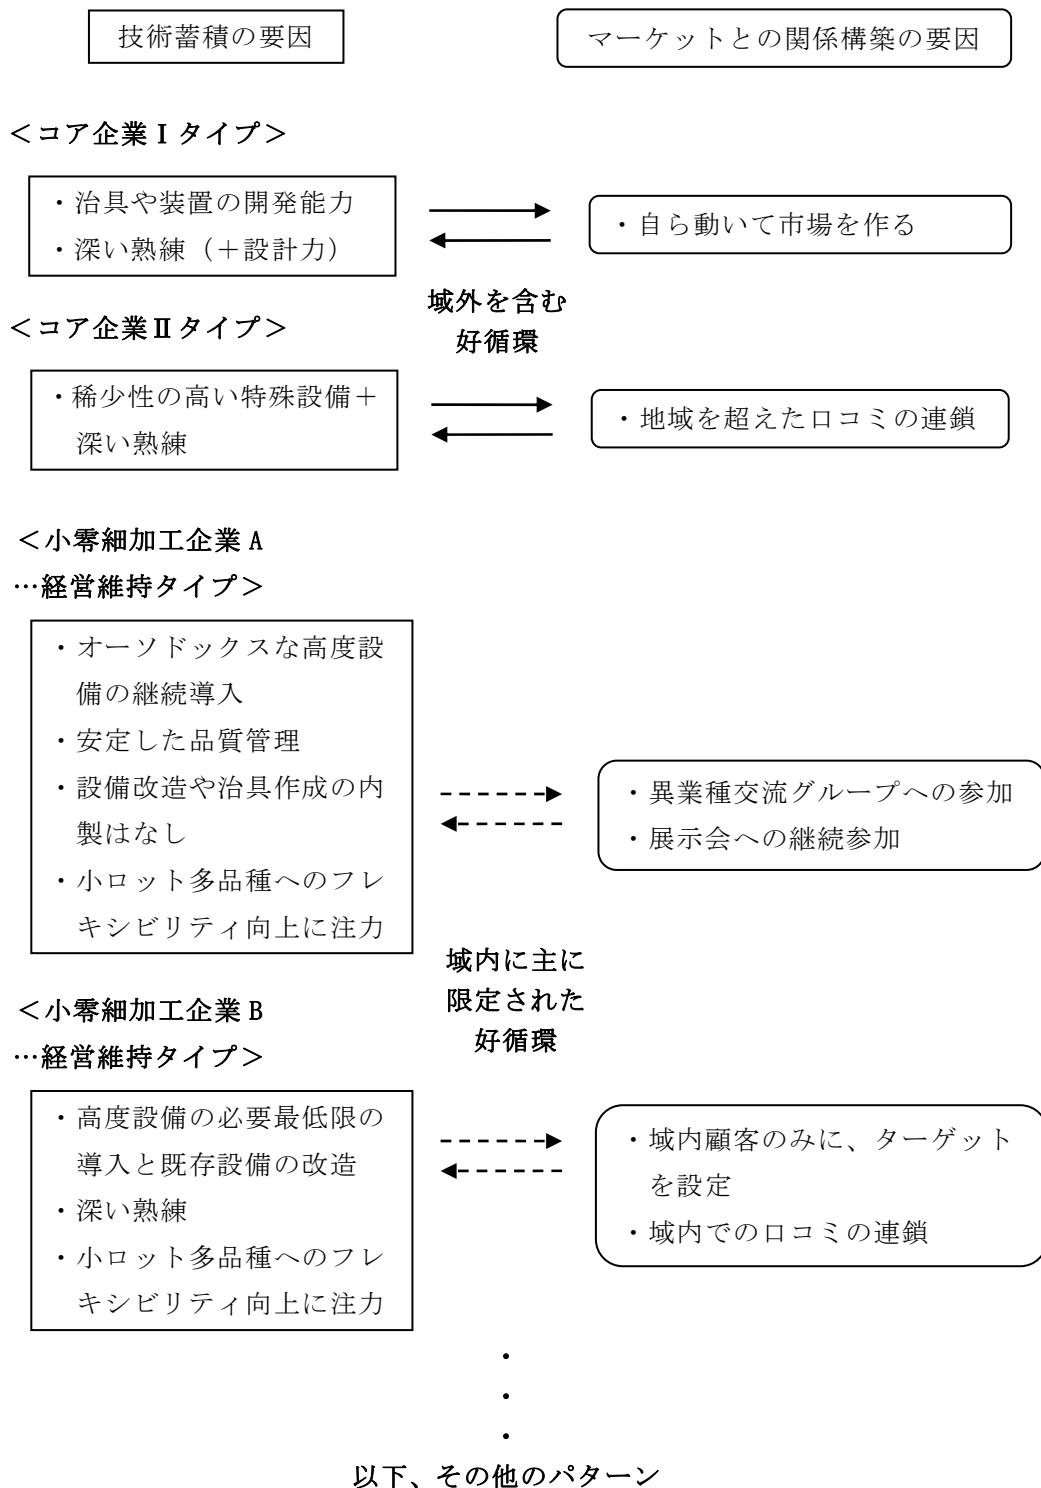 技術蓄積の要因
マーケットとの関係構築の要因
＜コア企業Ⅰタイプ＞
・治具や装置の開発能力
・深い熟練（＋設計力）
・自ら動いて市場を作る
域外を含む
好循環
＜コア企業Ⅱタイプ＞
・稀少性の高い特殊設備＋
深い熟練
・地域を超えた口コミの連鎖
＜小零細加工企業 A
…経営維持タイプ＞
・オーソドックスな高度設
備の継続導入
・安定した品質管理
・設備改造や治具作成の内
製はなし
・小ロット多品種へのフレ
キシビリティ向上に注力
・異業種交流グループへの参加
・展示会への継続参加
域内に主に
限定された
好循環
＜小零細加工企業 B
…経営維持タイプ＞
・高度設備の必要最低限の
導入と既存設備の改造
・深い熟練
・小ロット多品種へのフレ
キシビリティ向上に注力
・域内顧客のみに、ターゲット
を設定
・域内での口コミの連鎖
・
・
・
以下、その他のパターン